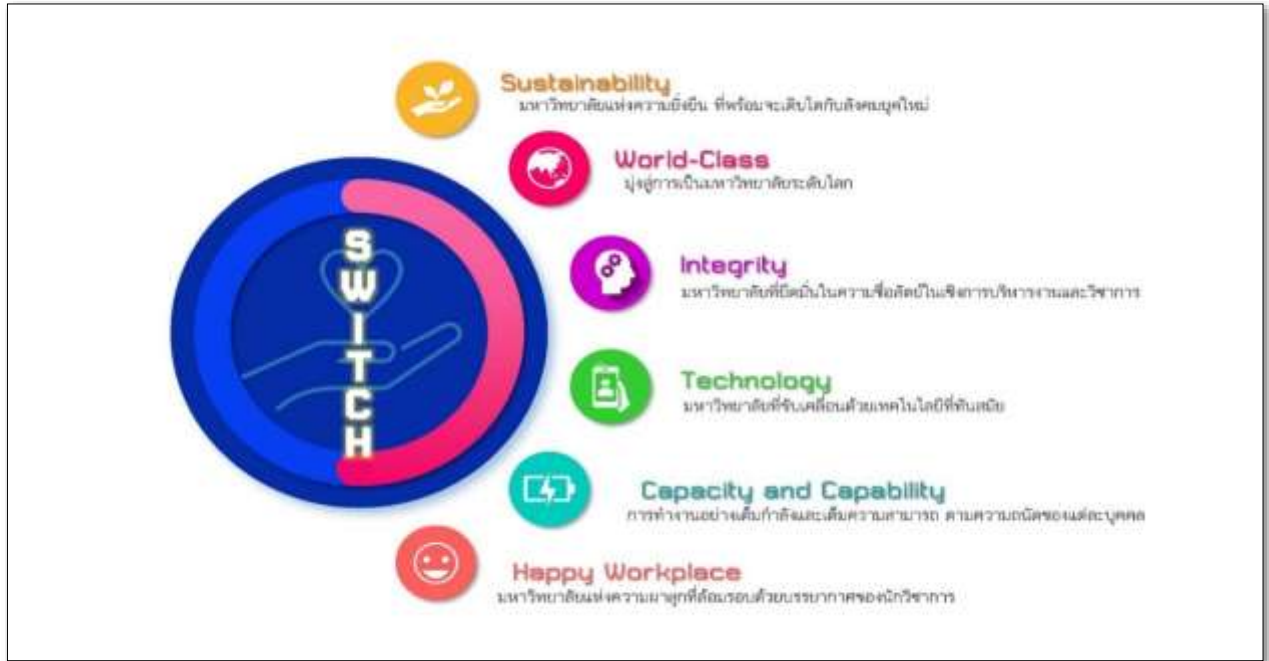 Sustainability
มหาวิทยาลัยแห่งความยั่งยืน ที่พร้อมจะเติบโตกับสังคมยุคใหม่
World-Class
มุ่งสู่การเป็นมหาวิทยาลัยระดับโลก
SWITCH
Integrity
มหาวิทยาลัยที่ยึดมั่นในความซื่อสัตย์ในเชิงการบริหารงานและวิชาการ
Technology
มหาวิทยาลัยที่ขับเคลื่อนด้วยเทคโนโลยีที่ทันสมัย
Capacity and Capability
การทำงานอย่างเต็มกำลังและเต็มความสามารถ ตามความถนัดของแต่ละบุคคล
Happy Workplace
มหาวิทยาลัยแห่งความผาสุกที่ล้อมรอบด้วยบรรยากาศของนักวิชาการ